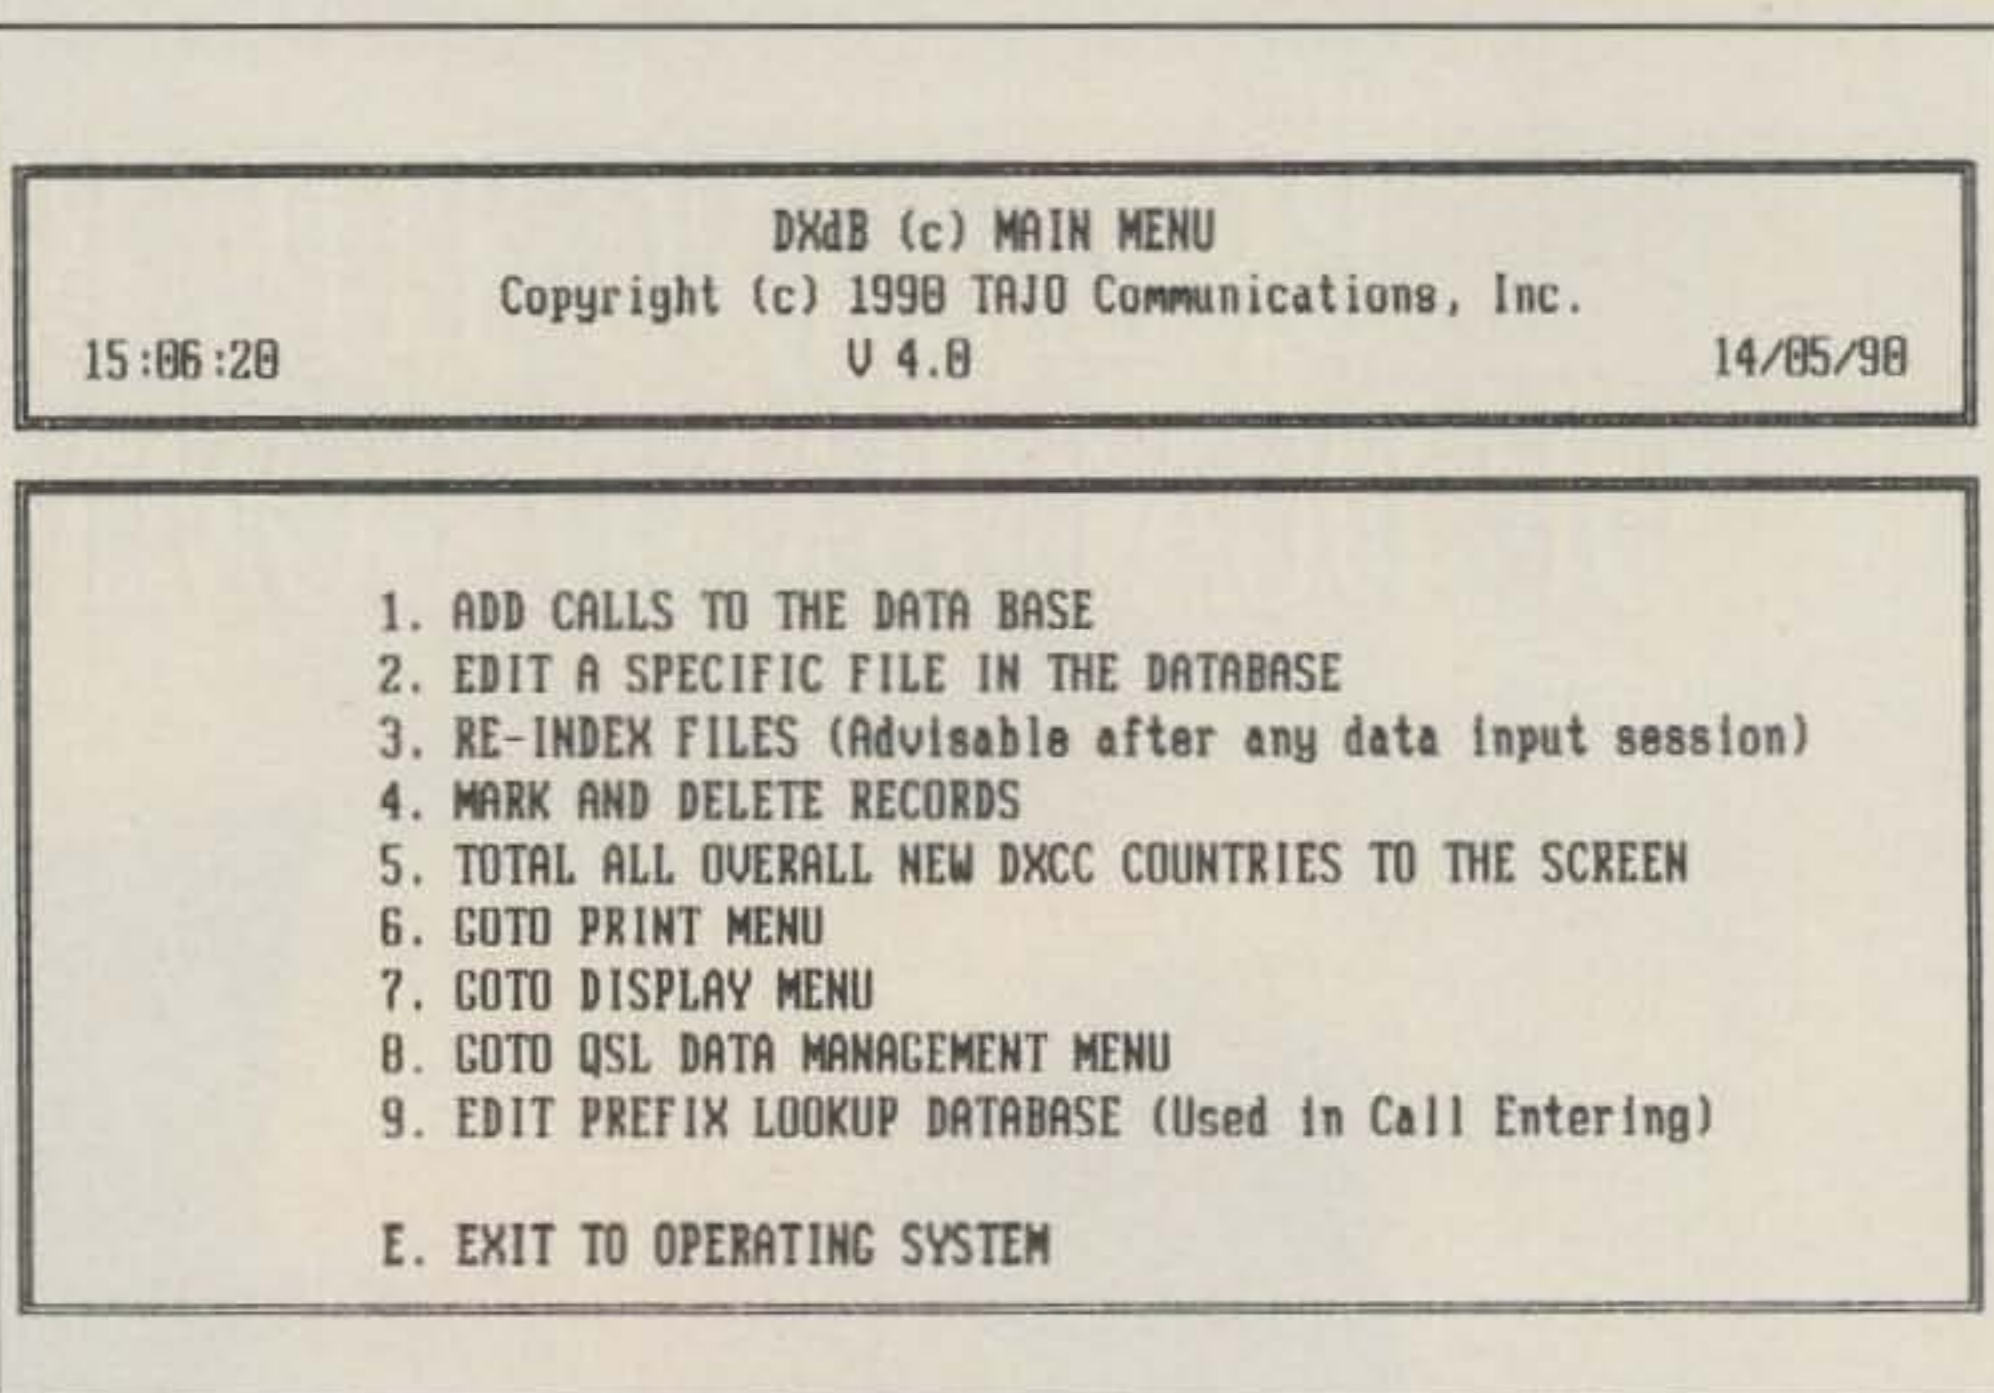 DXdB (c) MAIN MENU
Copyright (c) 1990 TAJO Communications, Inc.
15:06:20 V 4.0 14/05/90
1. ADD CALLS TO THE DATA BASE
2. EDIT A SPECIFIC FILE IN THE DATABASE
3. RE-INDEX FILES (Advisable after any data input session)
4. MARK AND DELETE RECORDS
5. TOTAL ALL OVERALL NEW DXCC COUNTRIES TO THE SCREEN
6. GOTO PRINT MENU
7. GOTO DISPLAY MENU
8. GOTO QSL DATA MANAGEMENT MENU
9. EDIT PREFIX LOOKUP DATABASE (Used in Call Entering)
E. EXIT TO OPERATING SYSTEM